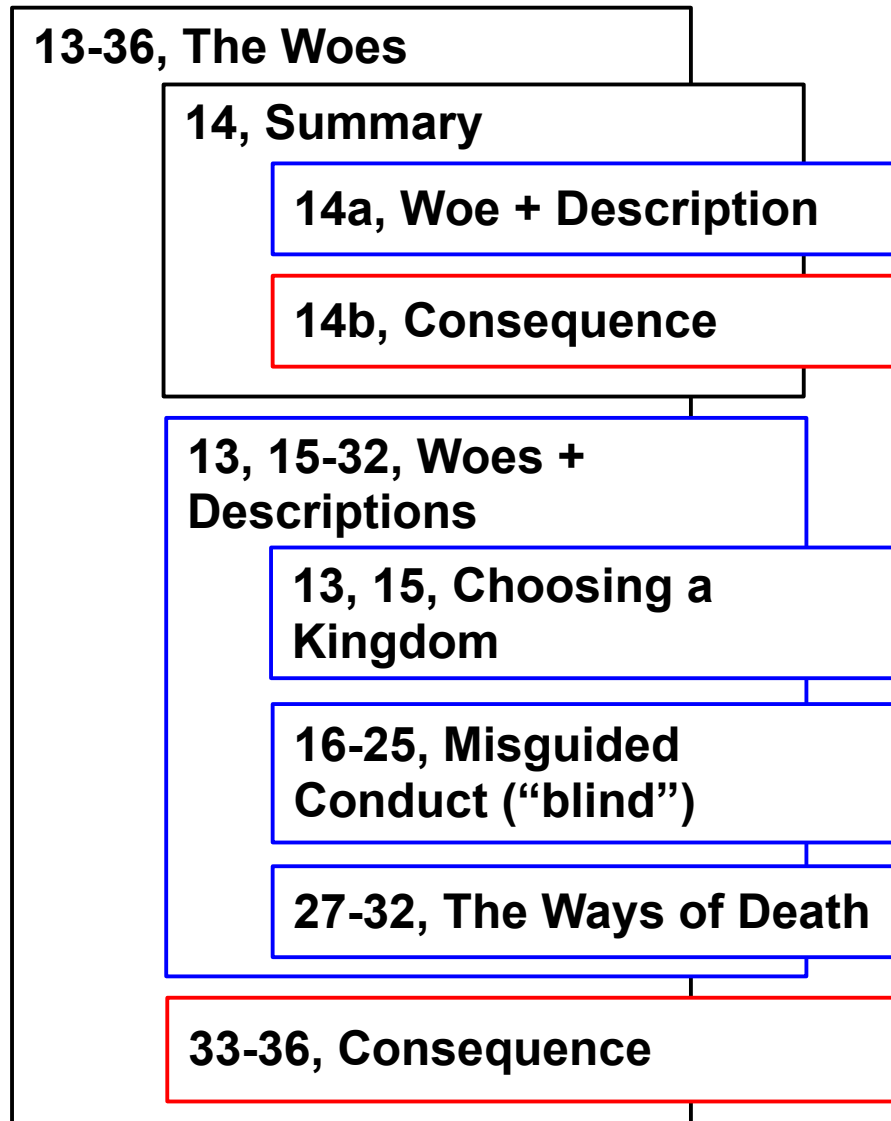 13-36, The Woes
14, Summary
14a, Woe + Description
14b, Consequence
13, 15-32, Woes +
Descriptions
13, 15, Choosing a
Kingdom
16-25, Misguided
Conduct (“blind”)
27-32, The Ways of Death
33-36, Consequence